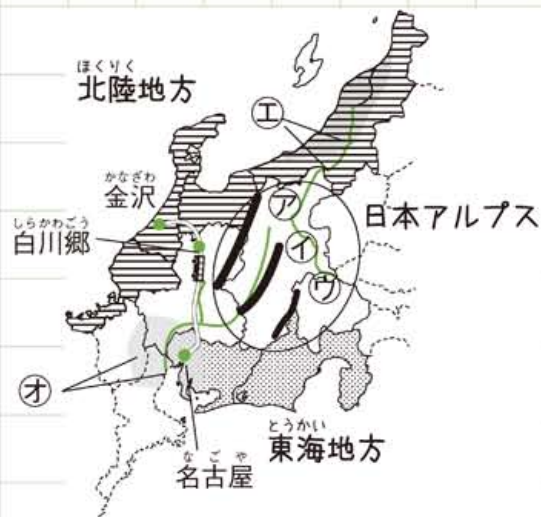 ほくりく
北陸地方
エ
かなざわ
金沢
ア
日本アルプス
しらかわごう
白川郷
イ
ウ
オ
とうかい
東海地方
なごや
名古屋